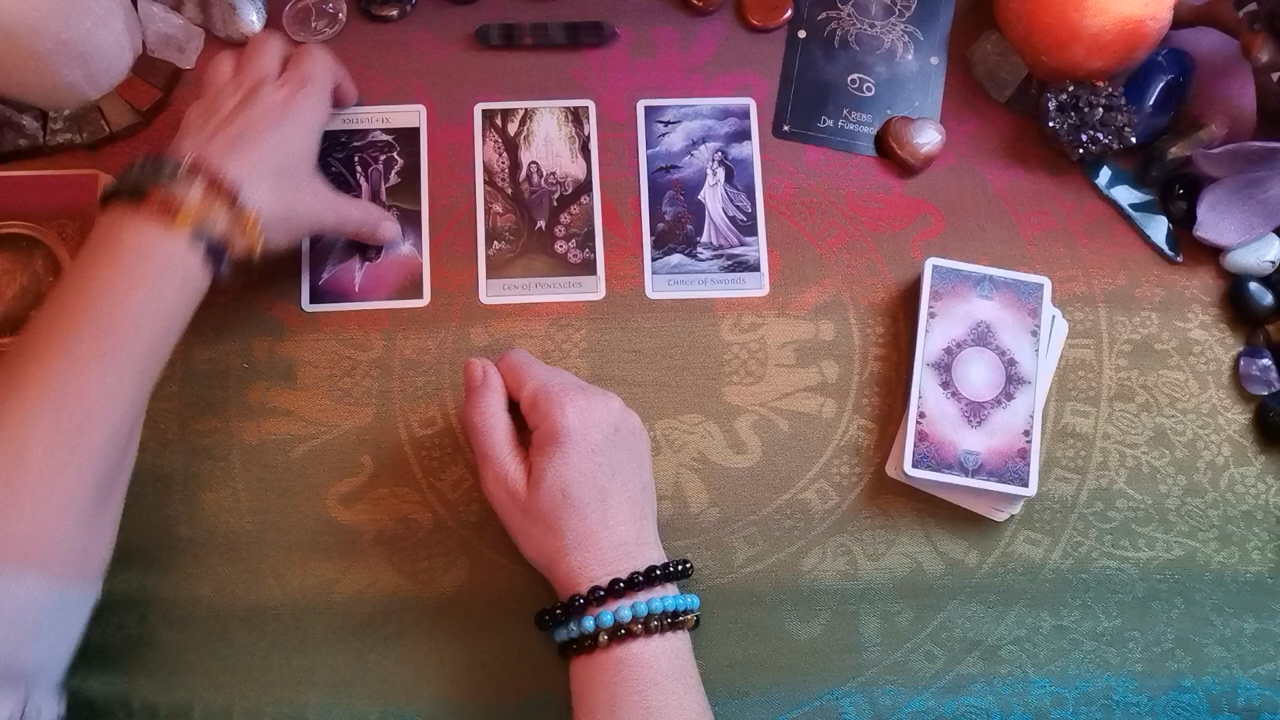 XI • JUSTICE
TEN OF PENTACLES
THREE OF SWORDS
♋
KREBS
DIE FÜRSORG